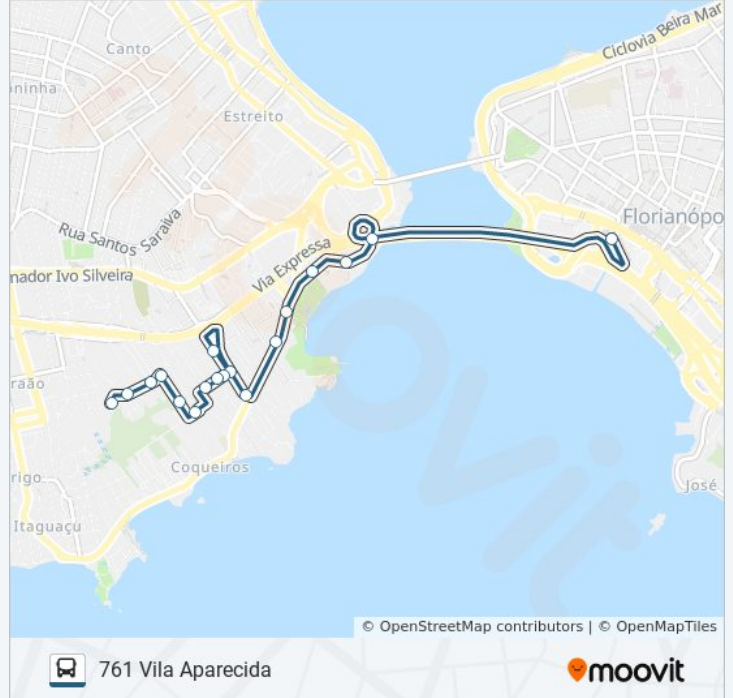 Canto
Ciclovia Beira Mar
oninha
Estreito
Florianópo
Rua Santos Saraiva
Via Expressa
nador Ivo Silveira
raão
Coqueiros
rigo
José
Itaguaçu
ovit
© OpenStreetMap contributors | © OpenMapTiles
761 Vila Aparecida
moovit